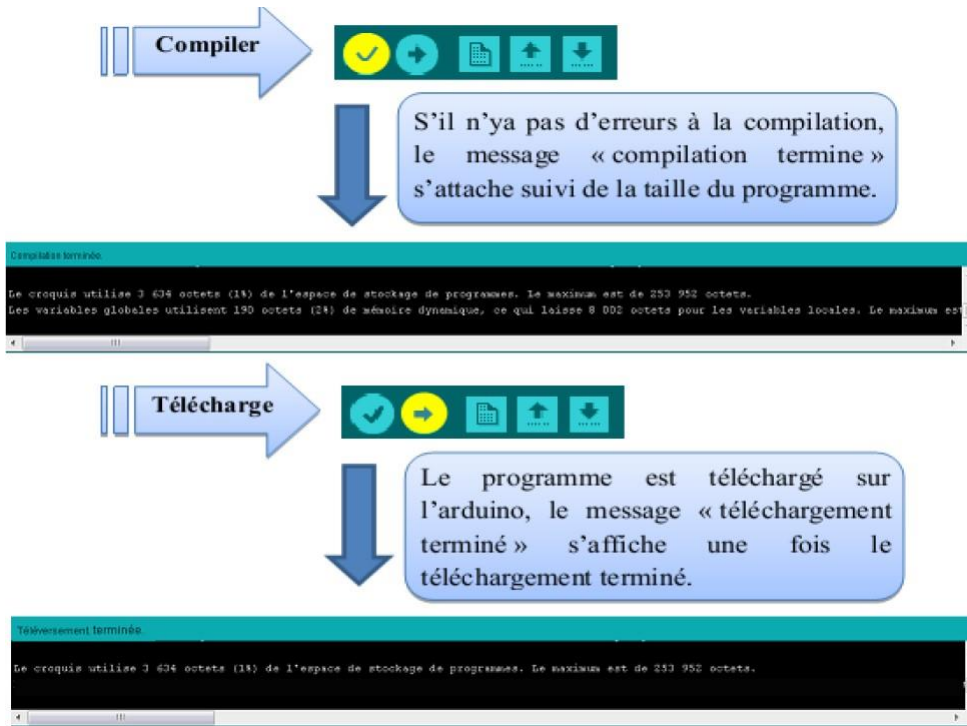 Compiler
S'il n'ya pas d'erreurs à la compilation,
le message « compilation termine »
s'attache suivi de la taille du programme.
Compilation terminée.
Le croquis utilise 3 634 octets (1%) de l'espace de stockage de programmes. Le maximum est de 253 952 octets.
Les variables globales utilisent 190 octets (2%) de mémoire dynamique, ce qui laisse 8 002 octets pour les variables locales. Le maximum est
Télécharge
Le programme est téléchargé sur
l'arduino, le message « téléchargement
terminé » s'affiche une fois le
téléchargement terminé.
Téléversement terminée.
Le croquis utilise 3 634 octets (1%) de l'espace de stockage de programmes. Le maximum est de 253 952 octets.